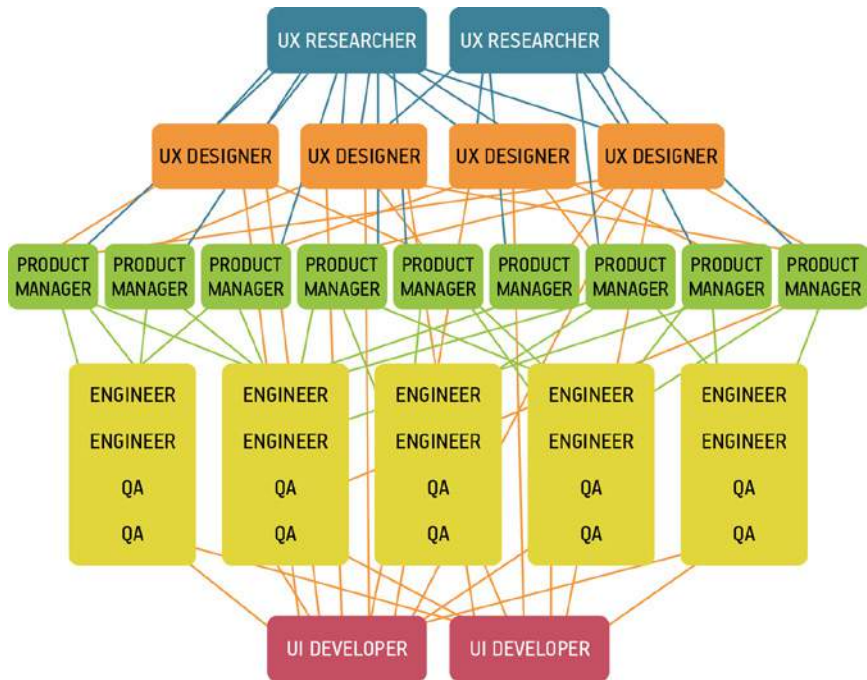 UX RESEARCHER UX RESEARCHER
UX DESIGNER UX DESIGNER UX DESIGNER UX DESIGNER
PRODUCT PRODUCT PRODUCT PRODUCT PRODUCT PRODUCT PRODUCT PRODUCT PRODUCT
MANAGER MANAGER MANAGER MANAGER MANAGER MANAGER MANAGER MANAGER MANAGER
ENGINEER ENGINEER ENGINEER ENGINEER ENGINEER
ENGINEER ENGINEER ENGINEER ENGINEER ENGINEER
QA QA QA QA QA
QA QA QA QA QA
UI DEVELOPER UI DEVELOPER